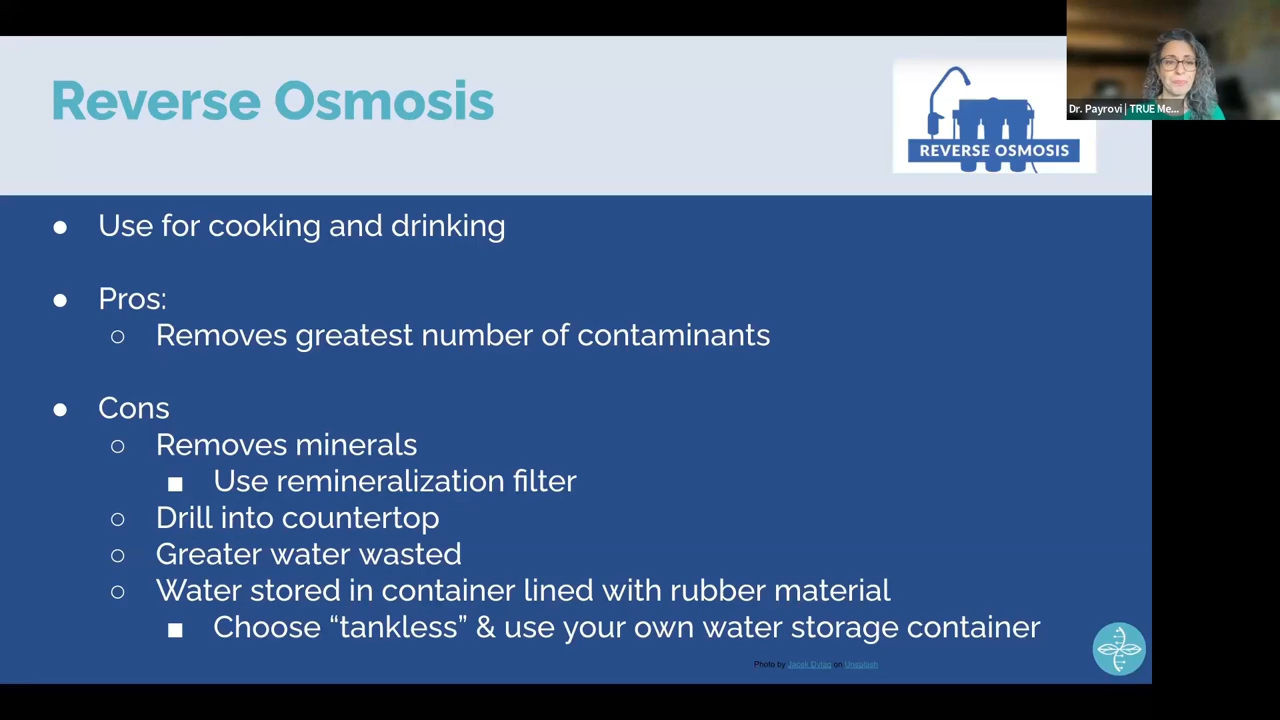 Reverse Osmosis
REVERSE OSMOSIS
Dr. Payrovi | TRUE Me...
● Use for cooking and drinking
● Pros:
○ Removes greatest number of contaminants
● Cons
○ Removes minerals
■ Use remineralization filter
○ Drill into countertop
○ Greater water wasted
○ Water stored in container lined with rubber material
■ Choose “tankless” & use your own water storage container
Photo by Jacek Dylag on Unsplash